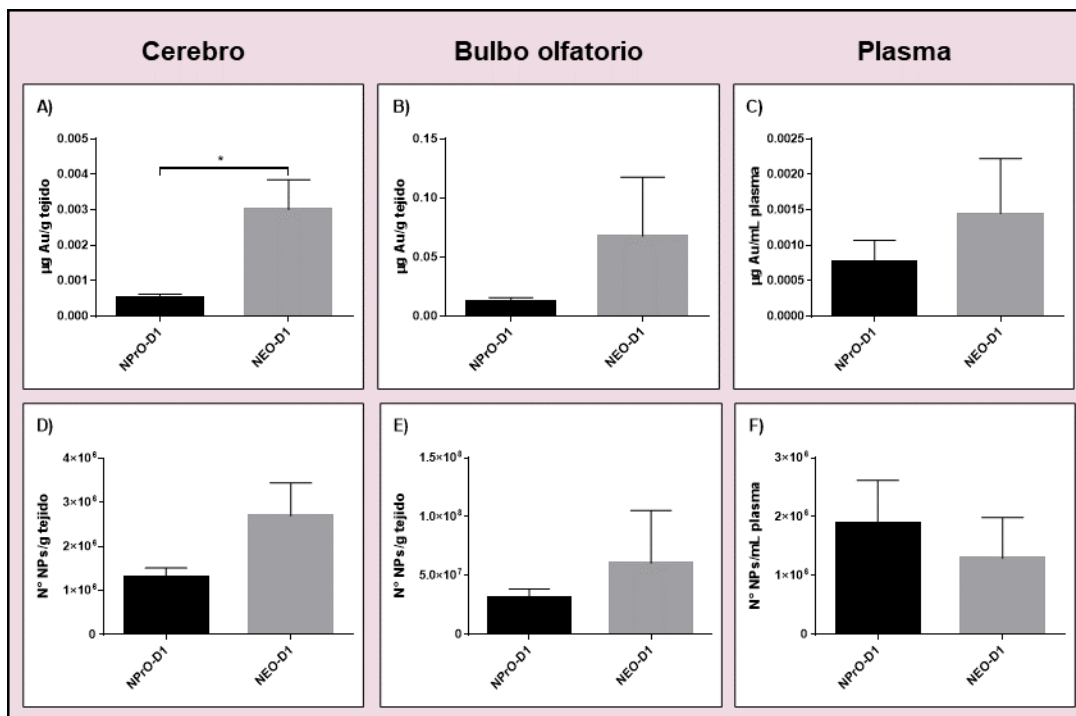 Cerebro
Bulbo olfatorio
Plasma
A)
µg Au/g tejido
0.005
0.004
0.003
0.002
0.001
0.000
*
NPrO-D1
NEO-D1
B)
µg Au/g tejido
0.15
0.10
0.05
0.00
NPrO-D1
NEO-D1
C)
µg Au/mL plasma
0.0025
0.0020
0.0015
0.0010
0.0005
0.0000
NPrO-D1
NEO-D1
D)
N° NPs/g tejido
4×10⁶
3×10⁶
2×10⁶
1×10⁶
0
NPrO-D1
NEO-D1
E)
N° NPs/g tejido
1.5×10⁸
1.0×10⁸
5.0×10⁷
0
NPrO-D1
NEO-D1
F)
N° NPs/mL plasma
3×10⁶
2×10⁶
1×10⁶
0
NPrO-D1
NEO-D1